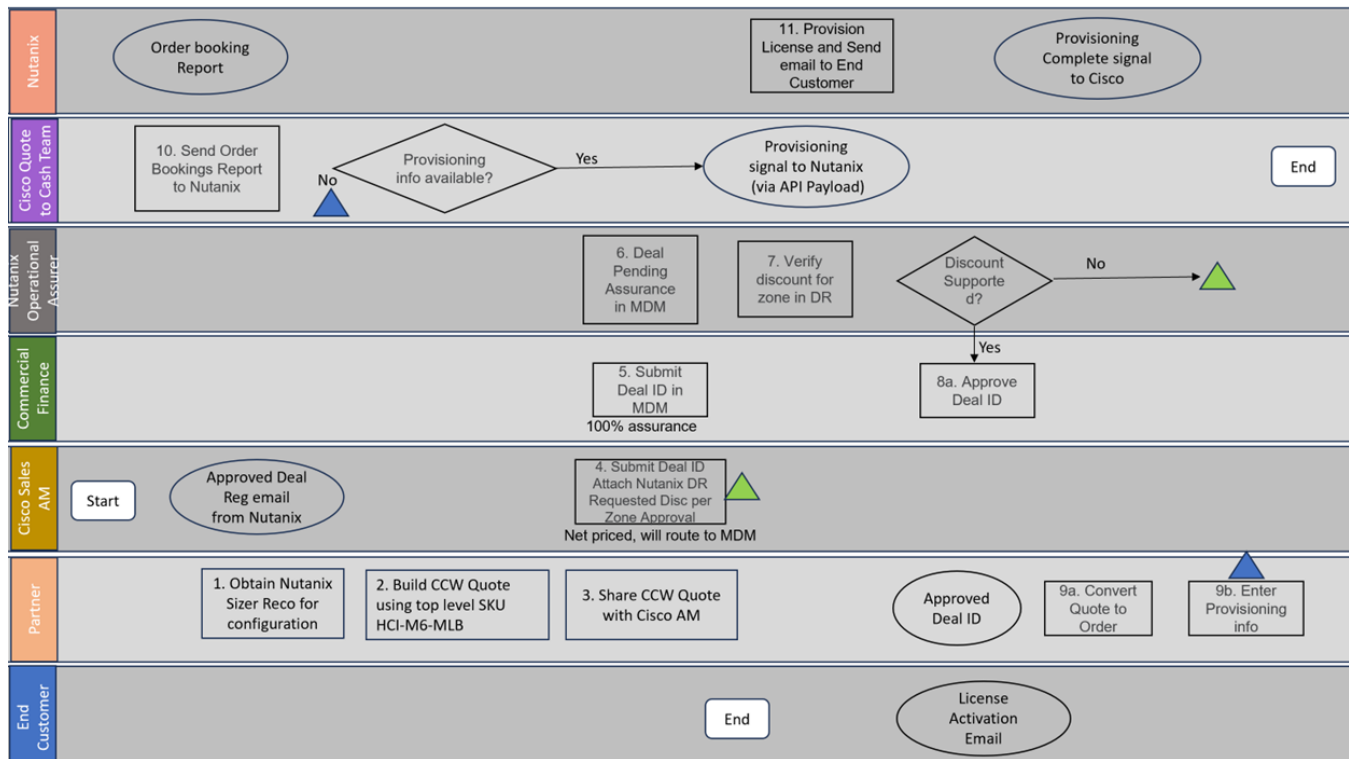 Nutanix
Order booking
Report
11. Provision
License and Send
email to End
Customer
Provisioning
Complete signal
to Cisco
Cisco Quote
to Cash Team
10. Send Order
Bookings Report
to Nutanix
No
Provisioning
info available?
Yes
Provisioning
signal to Nutanix
(via API Payload)
End
Nutanix
Operational
Assurer
6. Deal
Pending
Assurance
in MDM
7. Verify
discount for
zone in DR
Discount
Supporte
d?
No
Yes
Commercial
Finance
5. Submit
Deal ID in
MDM
100% assurance
8a. Approve
Deal ID
Cisco Sales
AM
Start
Approved Deal
Reg email
from Nutanix
4. Submit Deal ID
Attach Nutanix DR
Requested Disc per
Zone Approval
Net priced, will route to MDM
Partner
1. Obtain Nutanix
Sizer Reco for
configuration
2. Build CCW Quote
using top level SKU
HCI-M6-MLB
3. Share CCW Quote
with Cisco AM
Approved
Deal ID
9a. Convert
Quote to
Order
9b. Enter
Provisioning
info
End
Customer
End
License
Activation
Email